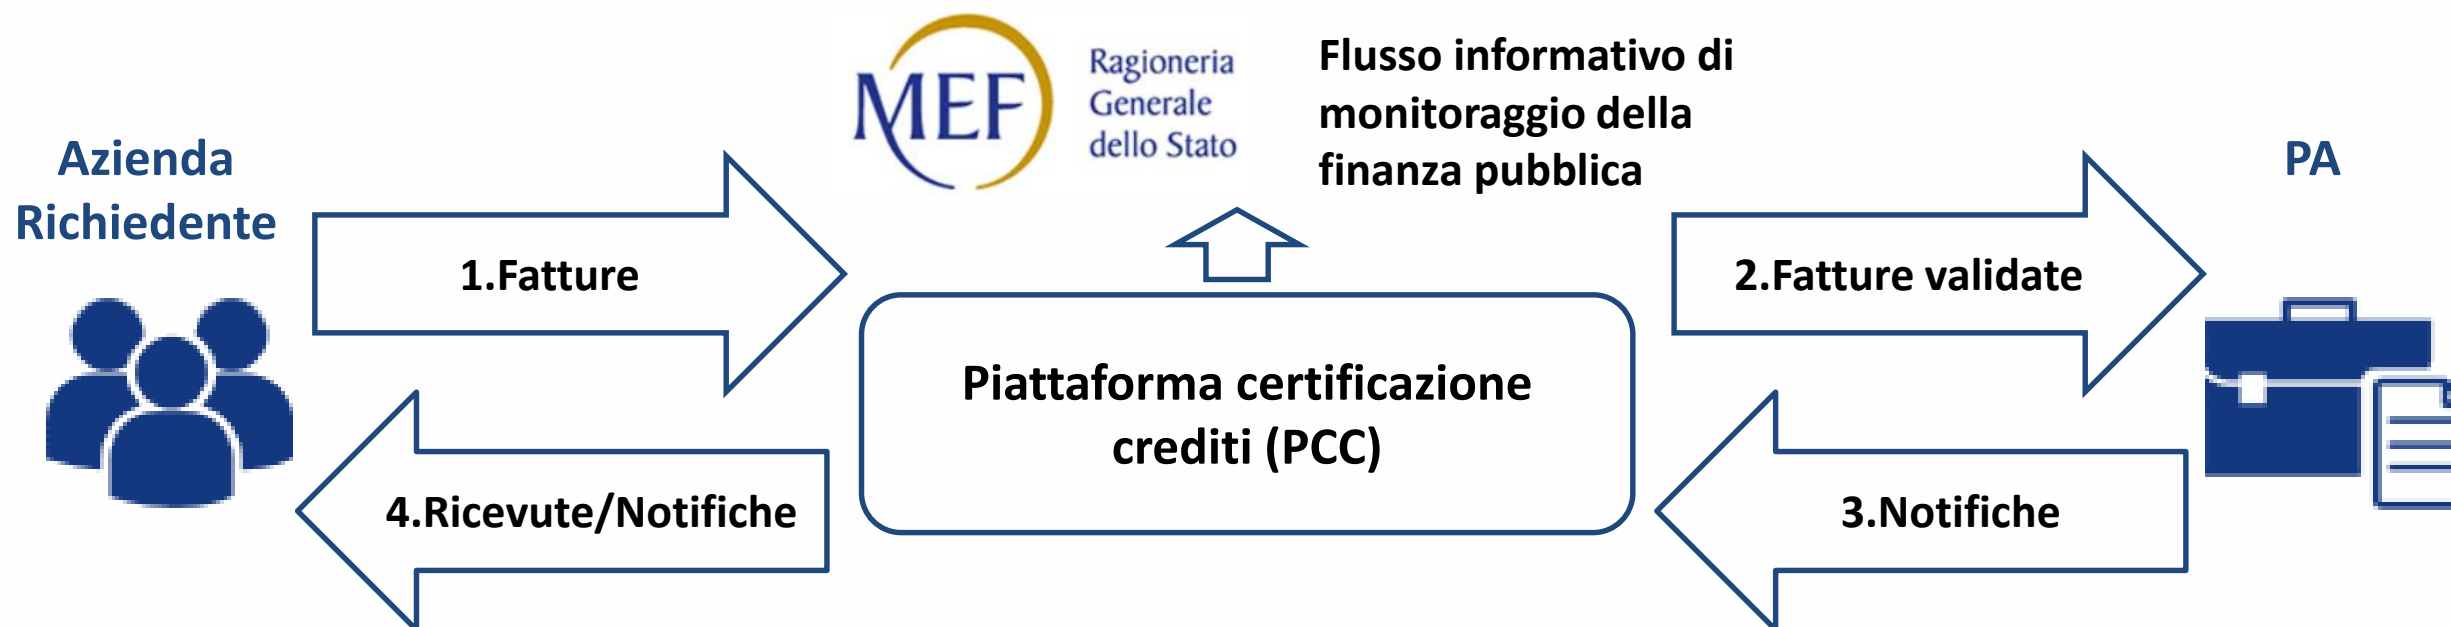 MEF
Ragioneria
Generale
dello Stato
Flusso informativo di
monitoraggio della
finanza pubblica
Azienda
Richiedente
PA
1.Fatture
2.Fatture validate
Piattaforma certificazione
crediti (PCC)
4.Ricevute/Notifiche
3.Notifiche